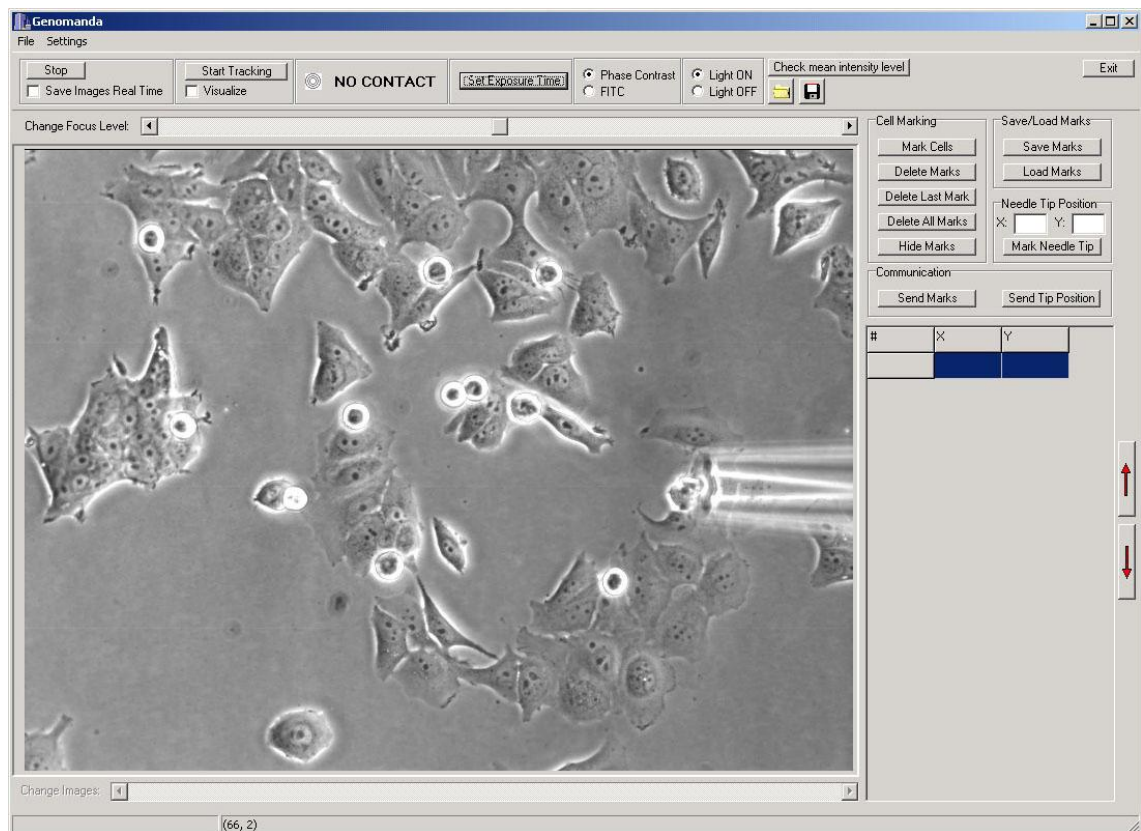 Genomanda
File Settings
Stop
Save Images Real Time
Start Tracking
Visualize
NO CONTACT
Set Exposure Time
Phase Contrast
FITC
Light ON
Light OFF
Check mean intensity level
Exit
Change Focus Level:
Cell Marking
Mark Cells
Delete Marks
Delete Last Mark
Delete All Marks
Hide Marks
Save/Load Marks
Save Marks
Load Marks
Needle Tip Position
X: Y:
Mark Needle Tip
Communication
Send Marks Send Tip Position
# X Y
Change Images:
(66, 2)